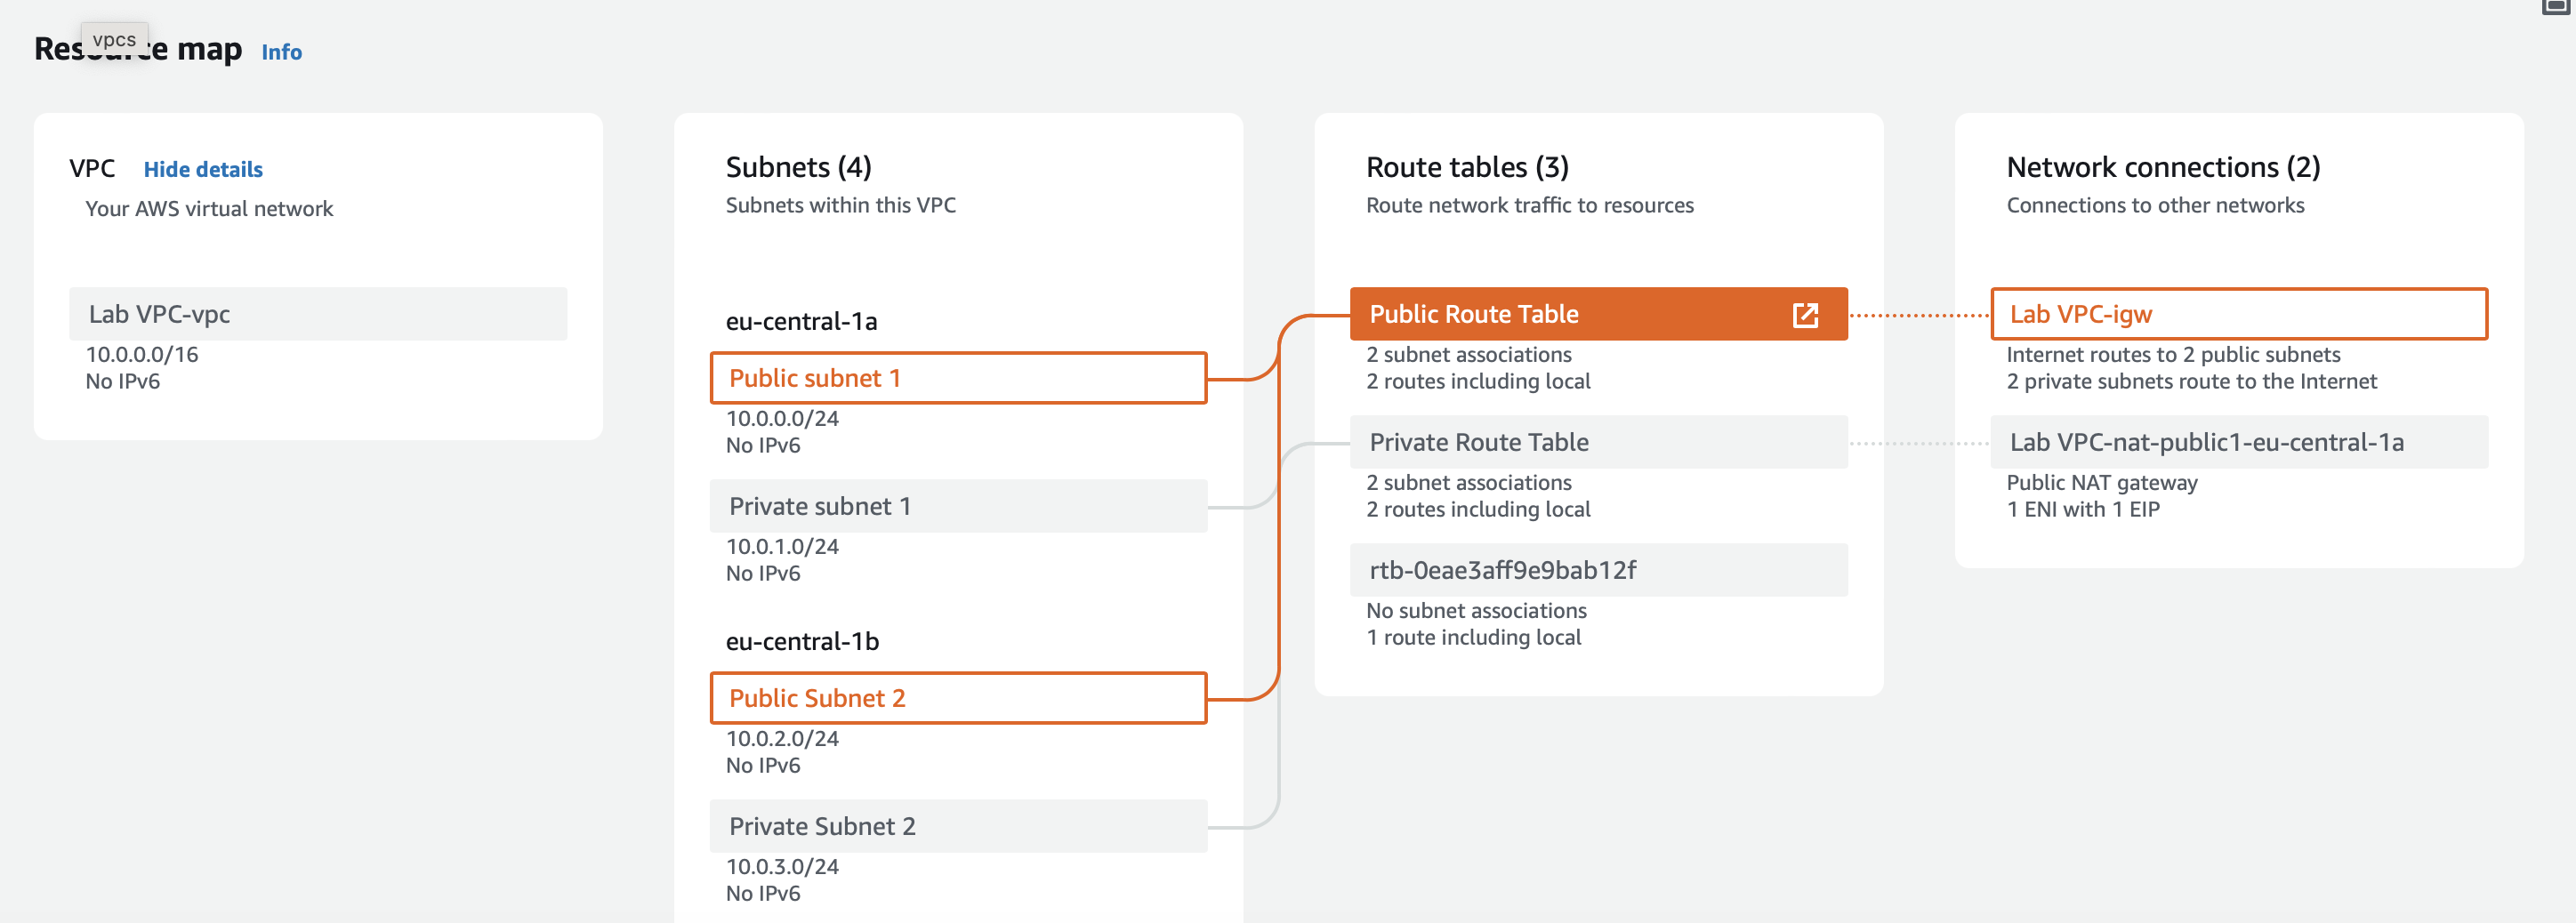 vpcs
Resource map Info
VPC Hide details
Your AWS virtual network
Lab VPC-vpc
10.0.0.0/16
No IPv6
Subnets (4)
Subnets within this VPC
eu-central-1a
Public subnet 1
10.0.0.0/24
No IPv6
Private subnet 1
10.0.1.0/24
No IPv6
eu-central-1b
Public Subnet 2
10.0.2.0/24
No IPv6
Private Subnet 2
10.0.3.0/24
No IPv6
Route tables (3)
Route network traffic to resources
Public Route Table
2 subnet associations
2 routes including local
Private Route Table
2 subnet associations
2 routes including local
rtb-0eae3aff9e9bab12f
No subnet associations
1 route including local
Network connections (2)
Connections to other networks
Lab VPC-igw
Internet routes to 2 public subnets
2 private subnets route to the Internet
Lab VPC-nat-public1-eu-central-1a
Public NAT gateway
1 ENI with 1 EIP